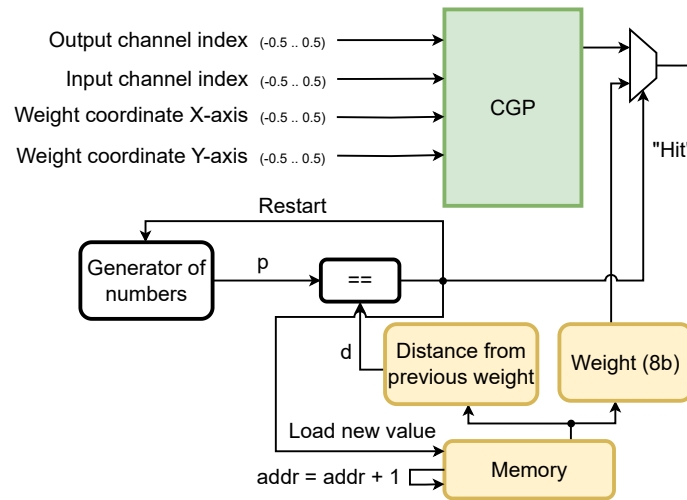 Output channel index (-0.5 .. 0.5)
Input channel index (-0.5 .. 0.5)
Weight coordinate X-axis (-0.5 .. 0.5)
Weight coordinate Y-axis (-0.5 .. 0.5)
CGP
"Hit"
Restart
Generator of
numbers
p
==
d
Distance from
previous weight
Weight (8b)
Load new value
addr = addr + 1
Memory